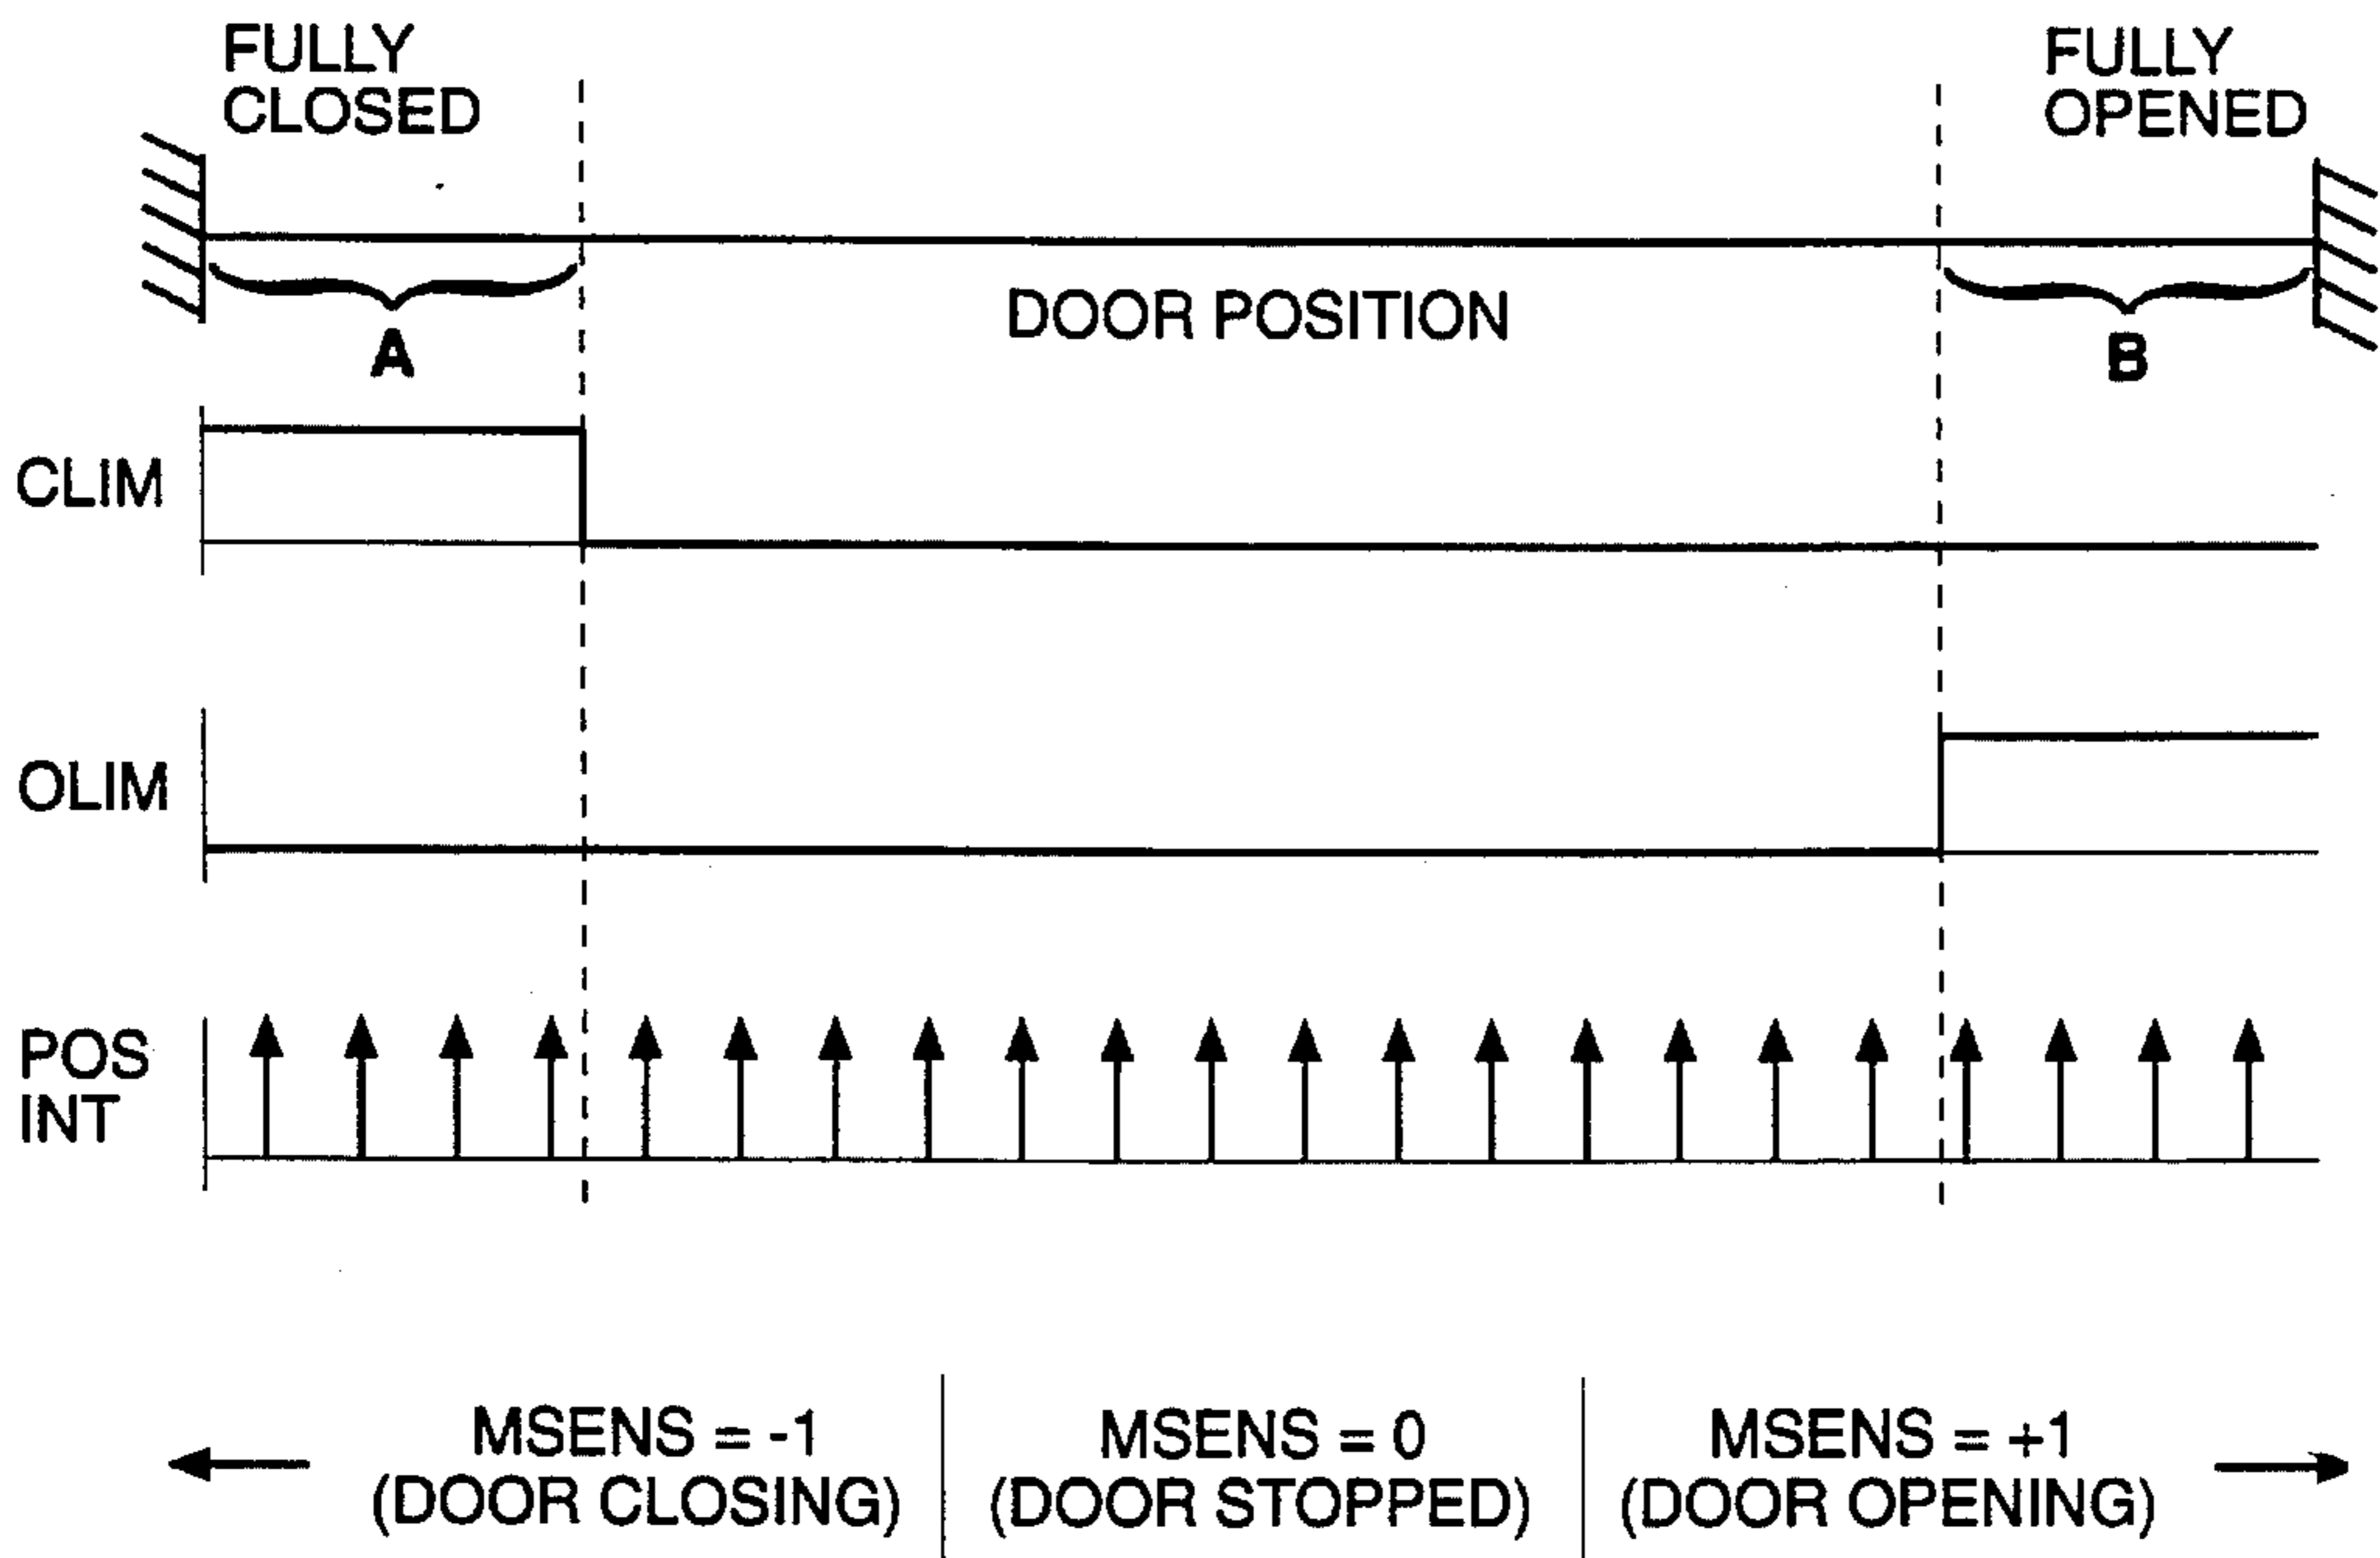 FULLY
CLOSED
FULLY
OPENED
DOOR POSITION
A
B
CLIM
OLIM
POS
INT
MSENS = -1
(DOOR CLOSING)
MSENS = 0
(DOOR STOPPED)
MSENS = +1
(DOOR OPENING)